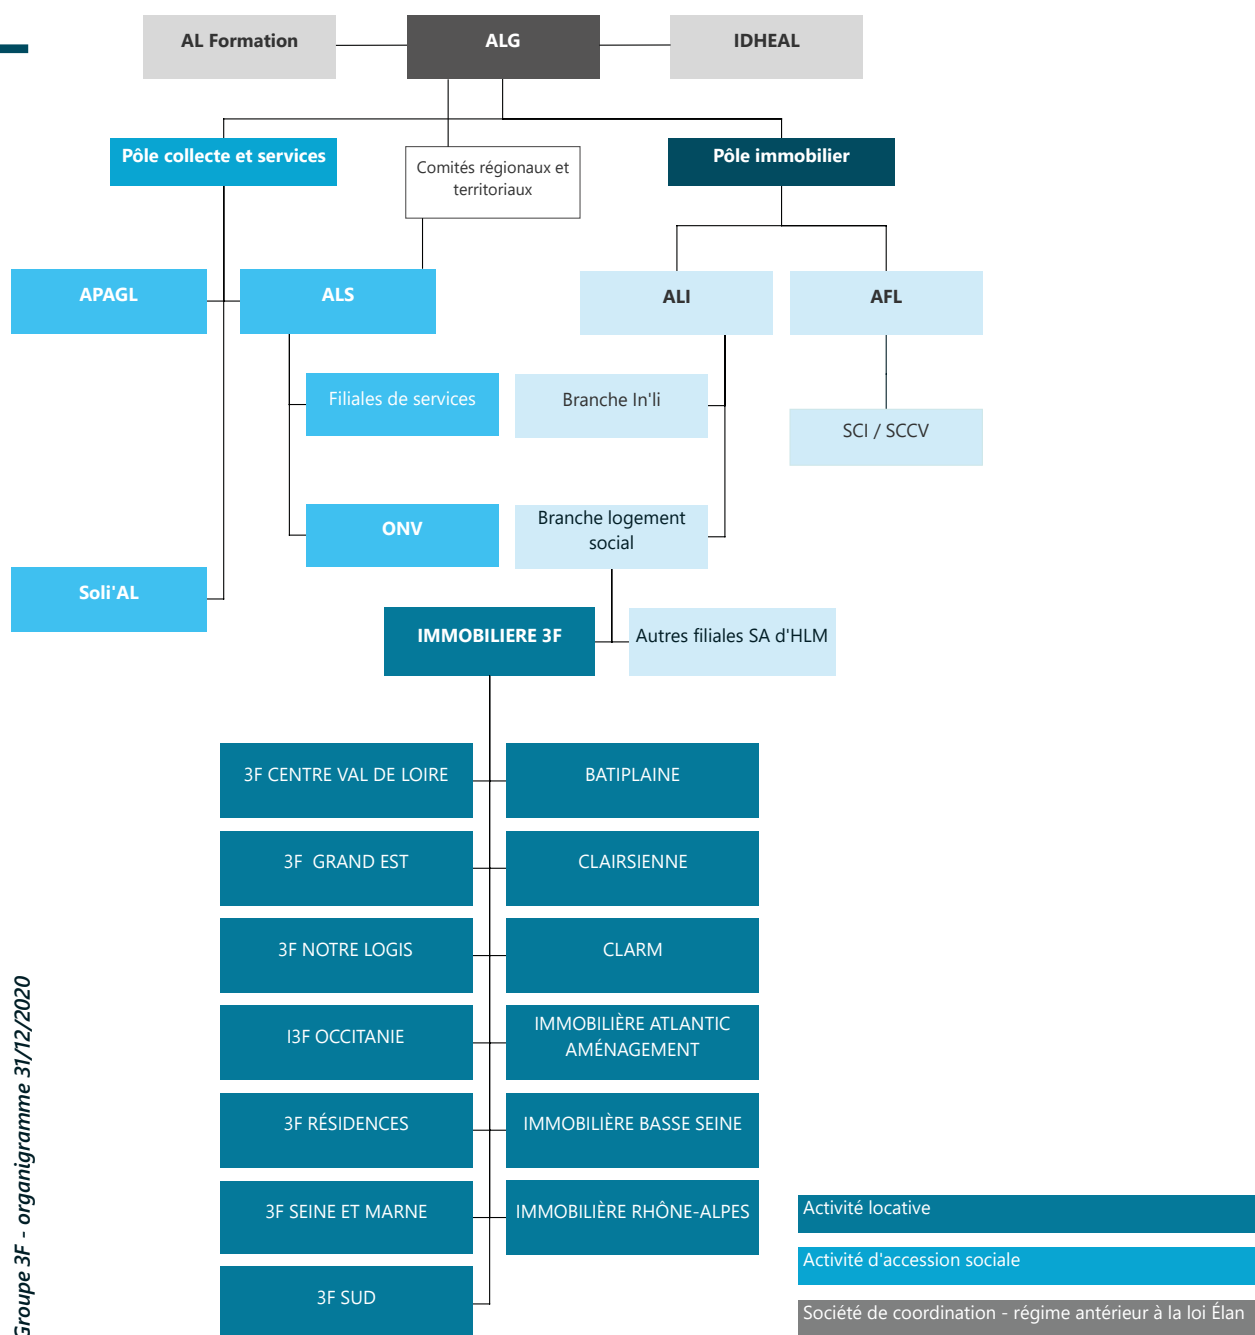 AL Formation
ALG
IDHEAL
Pôle collecte et services
Comités régionaux et
territoriaux
Pôle immobilier
APAGL
ALS
ALI
AFL
Filiales de services
Branche In'li
SCI / SCCV
ONV
Branche logement
social
Soli'AL
IMMOBILIERE 3F
Autres filiales SA d'HLM
3F CENTRE VAL DE LOIRE
BATIPLAINE
3F GRAND EST
CLAIRSIENNE
3F NOTRE LOGIS
CLARM
I3F OCCITANIE
IMMOBILIÈRE ATLANTIC
AMÉNAGEMENT
3F RÉSIDENCES
IMMOBILIÈRE BASSE SEINE
3F SEINE ET MARNE
IMMOBILIÈRE RHÔNE-ALPES
3F SUD
Activité locative
Activité d'accession sociale
Société de coordination - régime antérieur à la loi Élan
Groupe 3F - organigramme 31/12/2020